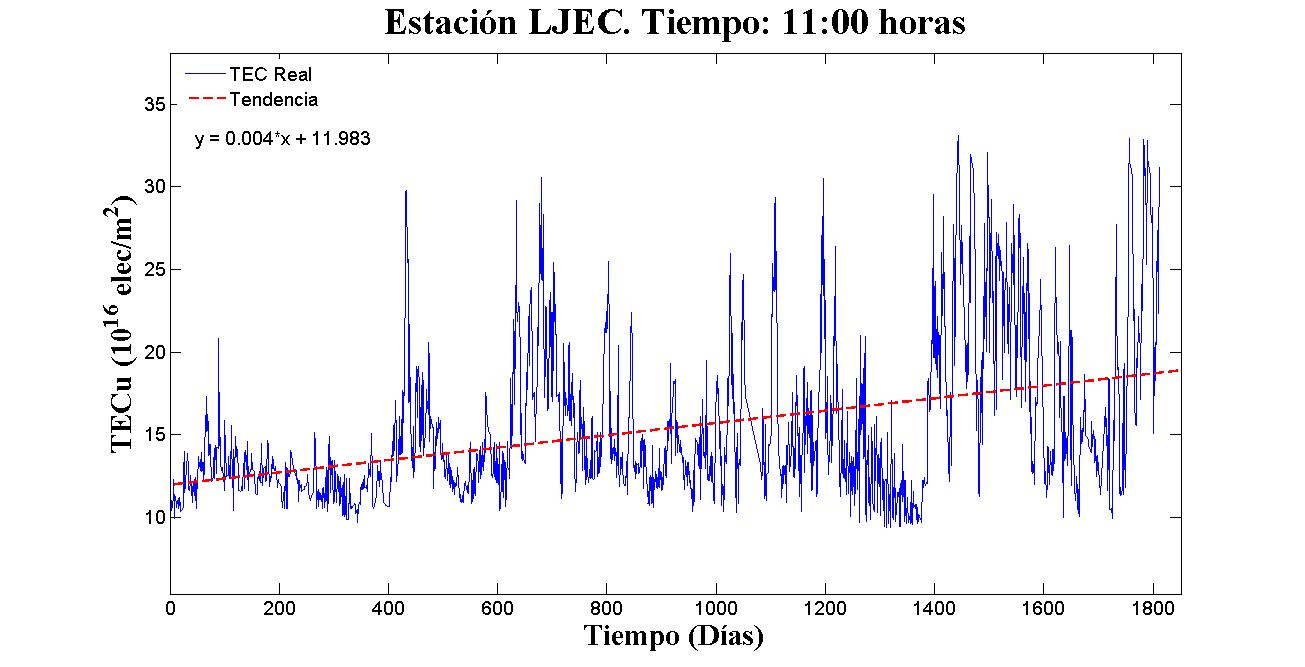 Estación LJEC. Tiempo: 11:00 horas
TEC Real
Tendencia
y = 0.004*x + 11.983
TECu (10^16 elec/m^2)
35
30
25
20
15
10
0 200 400 600 800 1000 1200 1400 1600 1800
Tiempo (Días)